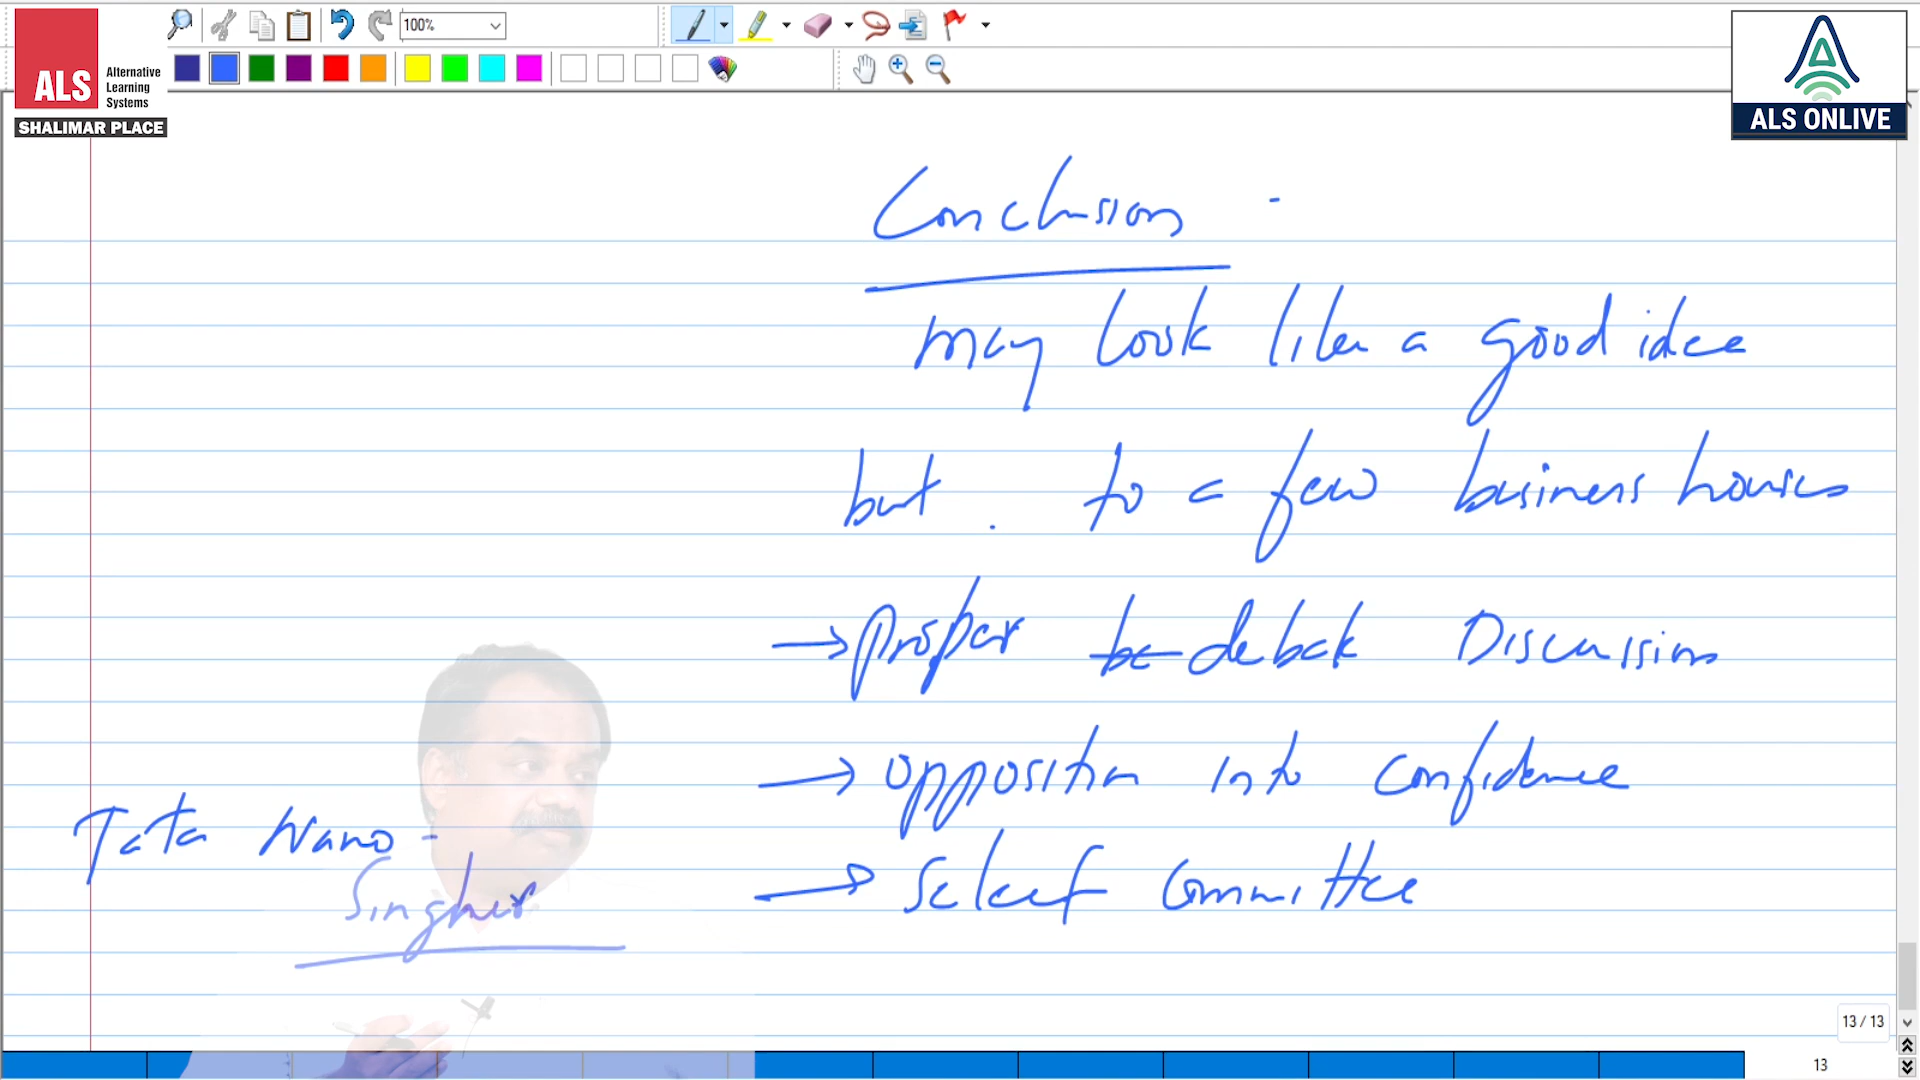 100%
ALS
Alternative
Learning
Systems
SHALIMAR PLACE
ALS ONLIVE
Conclusion -
may look like a good idea
but . to a few business houses
→ proper be debate Discussion
→ opposition into confidence
Tata Nano -
Singhur
→ Select Committee
13 / 13
13